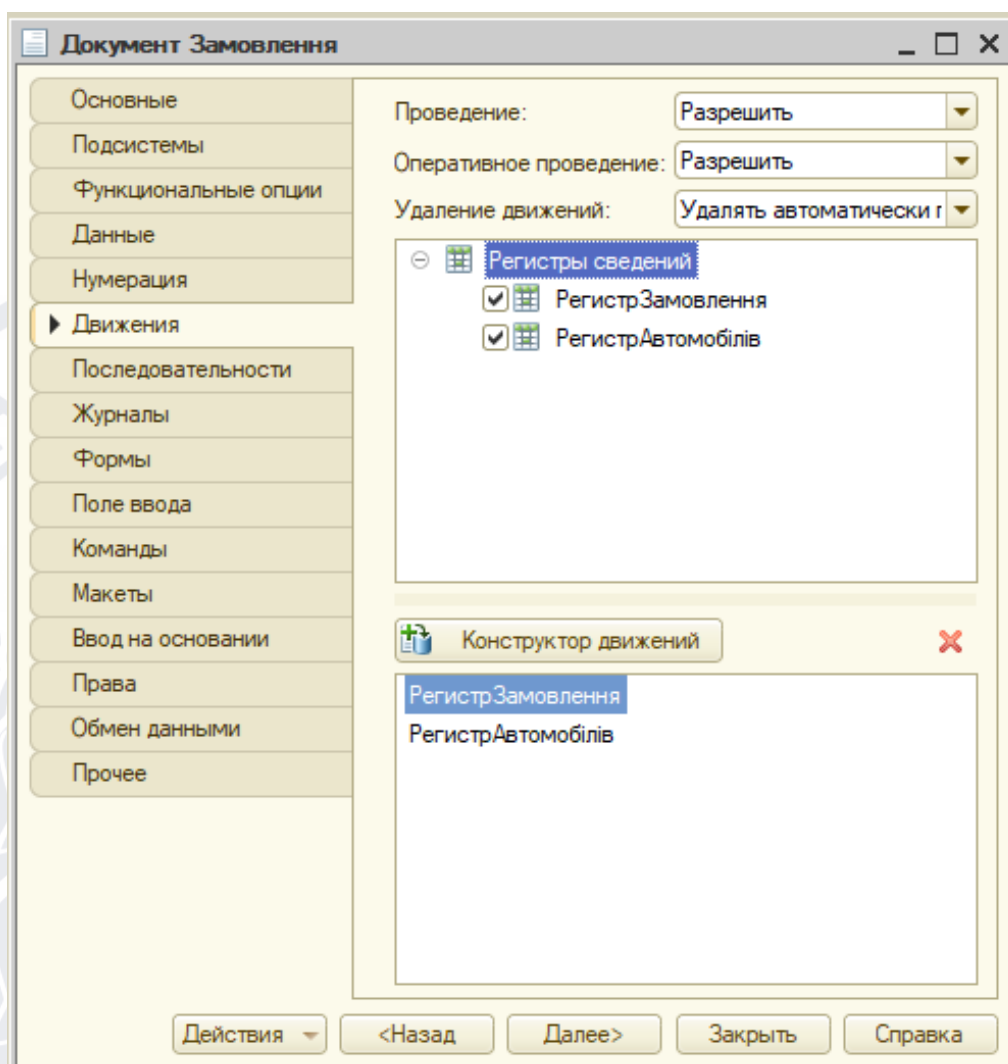 Документ Замовлення
Основные
Подсистемы
Функциональные опции
Данные
Нумерация
Движения
Последовательности
Журналы
Формы
Поле ввода
Команды
Макеты
Ввод на основании
Права
Обмен данными
Прочее
Проведение: Разрешить
Оперативное проведение: Разрешить
Удаление движений: Удалять автоматически г
Регистры сведений
РегистрЗамовлення
РегистрАвтомобілів
Конструктор движений
РегистрЗамовлення
РегистрАвтомобілів
Действия <Назад Далее> Закрыть Справка